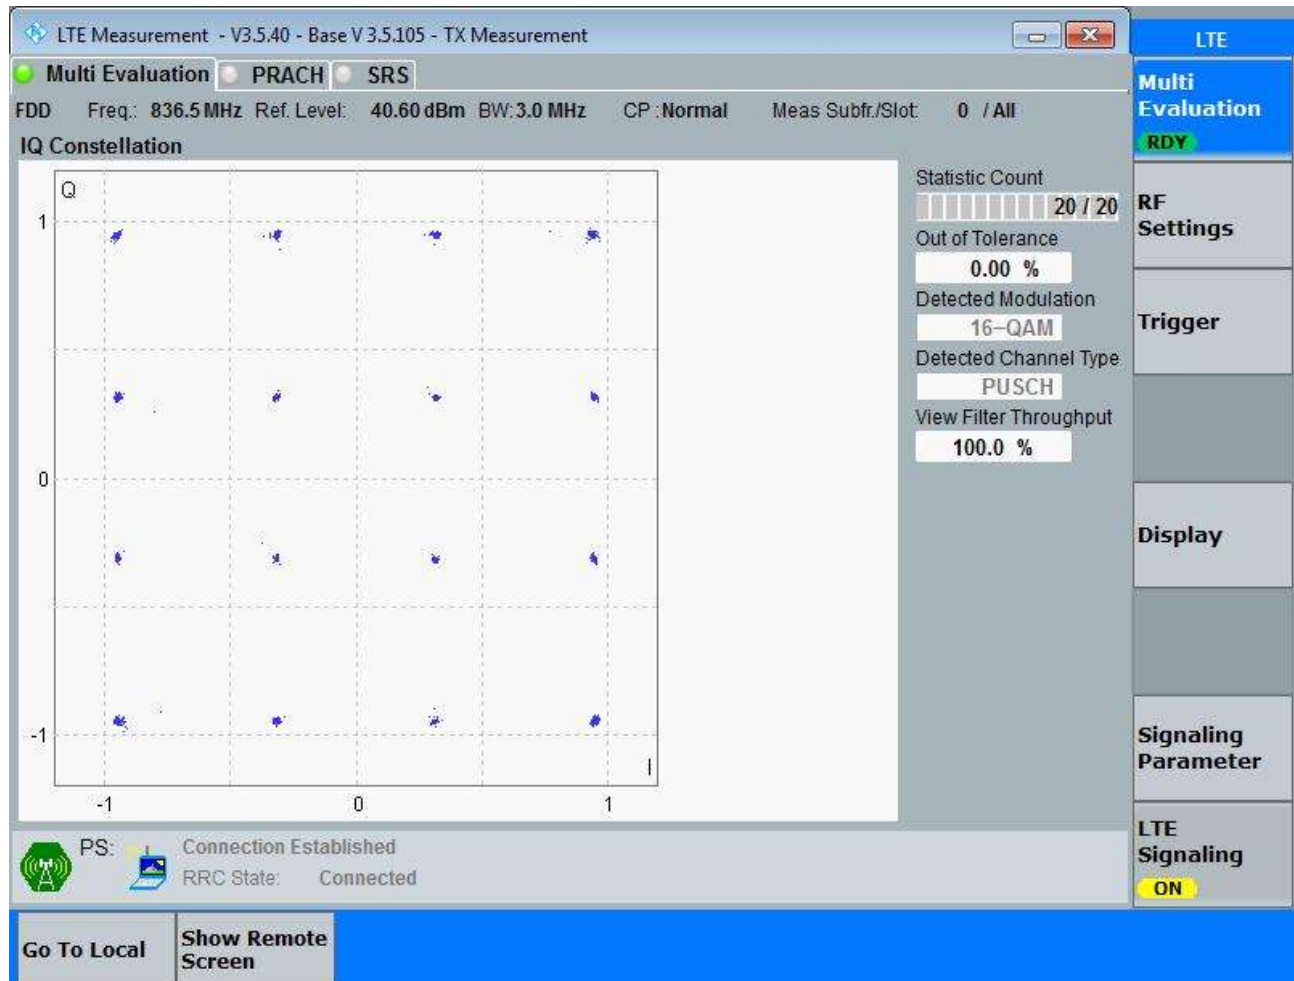 LTE Measurement - V3.5.40 - Base V 3.5.105 - TX Measurement
LTE
Multi Evaluation PRACH SRS
FDD Freq.: 836.5 MHz Ref. Level: 40.60 dBm BW: 3.0 MHz CP : Normal Meas Subfr./Slot: 0 / All
IQ Constellation
Q
1
0
-1
I
-1 0 1
Statistic Count
20 / 20
Out of Tolerance
0.00 %
Detected Modulation
16-QAM
Detected Channel Type
PUSCH
View Filter Throughput
100.0 %
Multi
Evaluation
RDY
RF
Settings
Trigger
Display
Signaling
Parameter
LTE
Signaling
ON
PS: Connection Established
RRC State: Connected
Go To Local
Show Remote
Screen